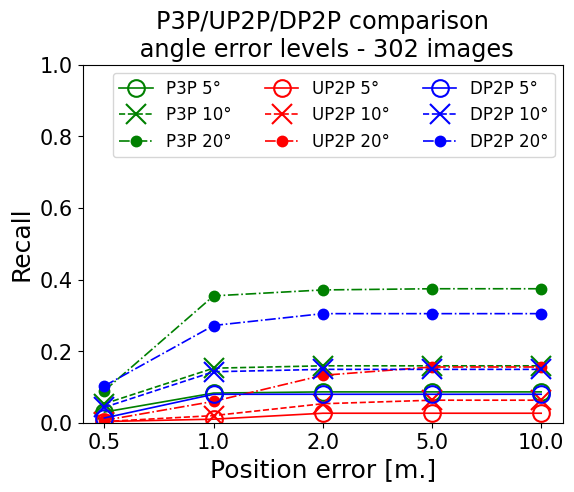 P3P/UP2P/DP2P comparison
angle error levels - 302 images
P3P 5° UP2P 5° DP2P 5°
P3P 10° UP2P 10° DP2P 10°
P3P 20° UP2P 20° DP2P 20°
Recall
1.0
0.8
0.6
0.4
0.2
0.0
0.5 1.0 2.0 5.0 10.0
Position error [m.]